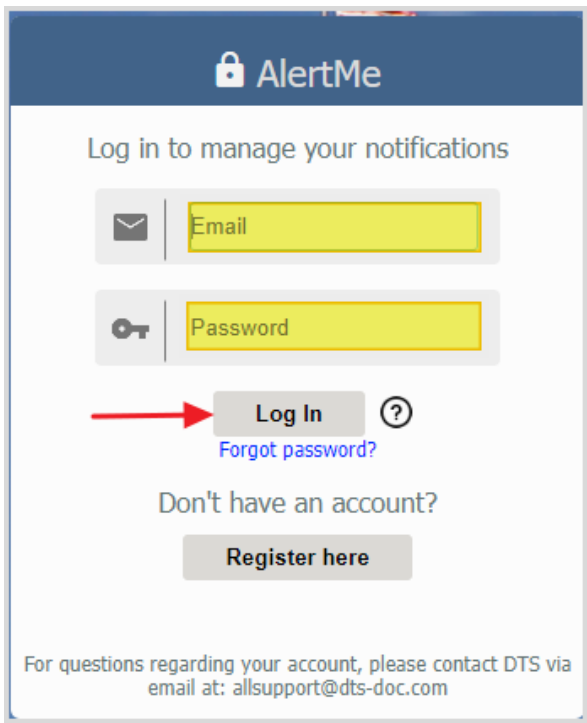 AlertMe
Log in to manage your notifications
Email
Password
Log In
Forgot password?
Don't have an account?
Register here
For questions regarding your account, please contact DTS via
email at: allsupport@dts-doc.com